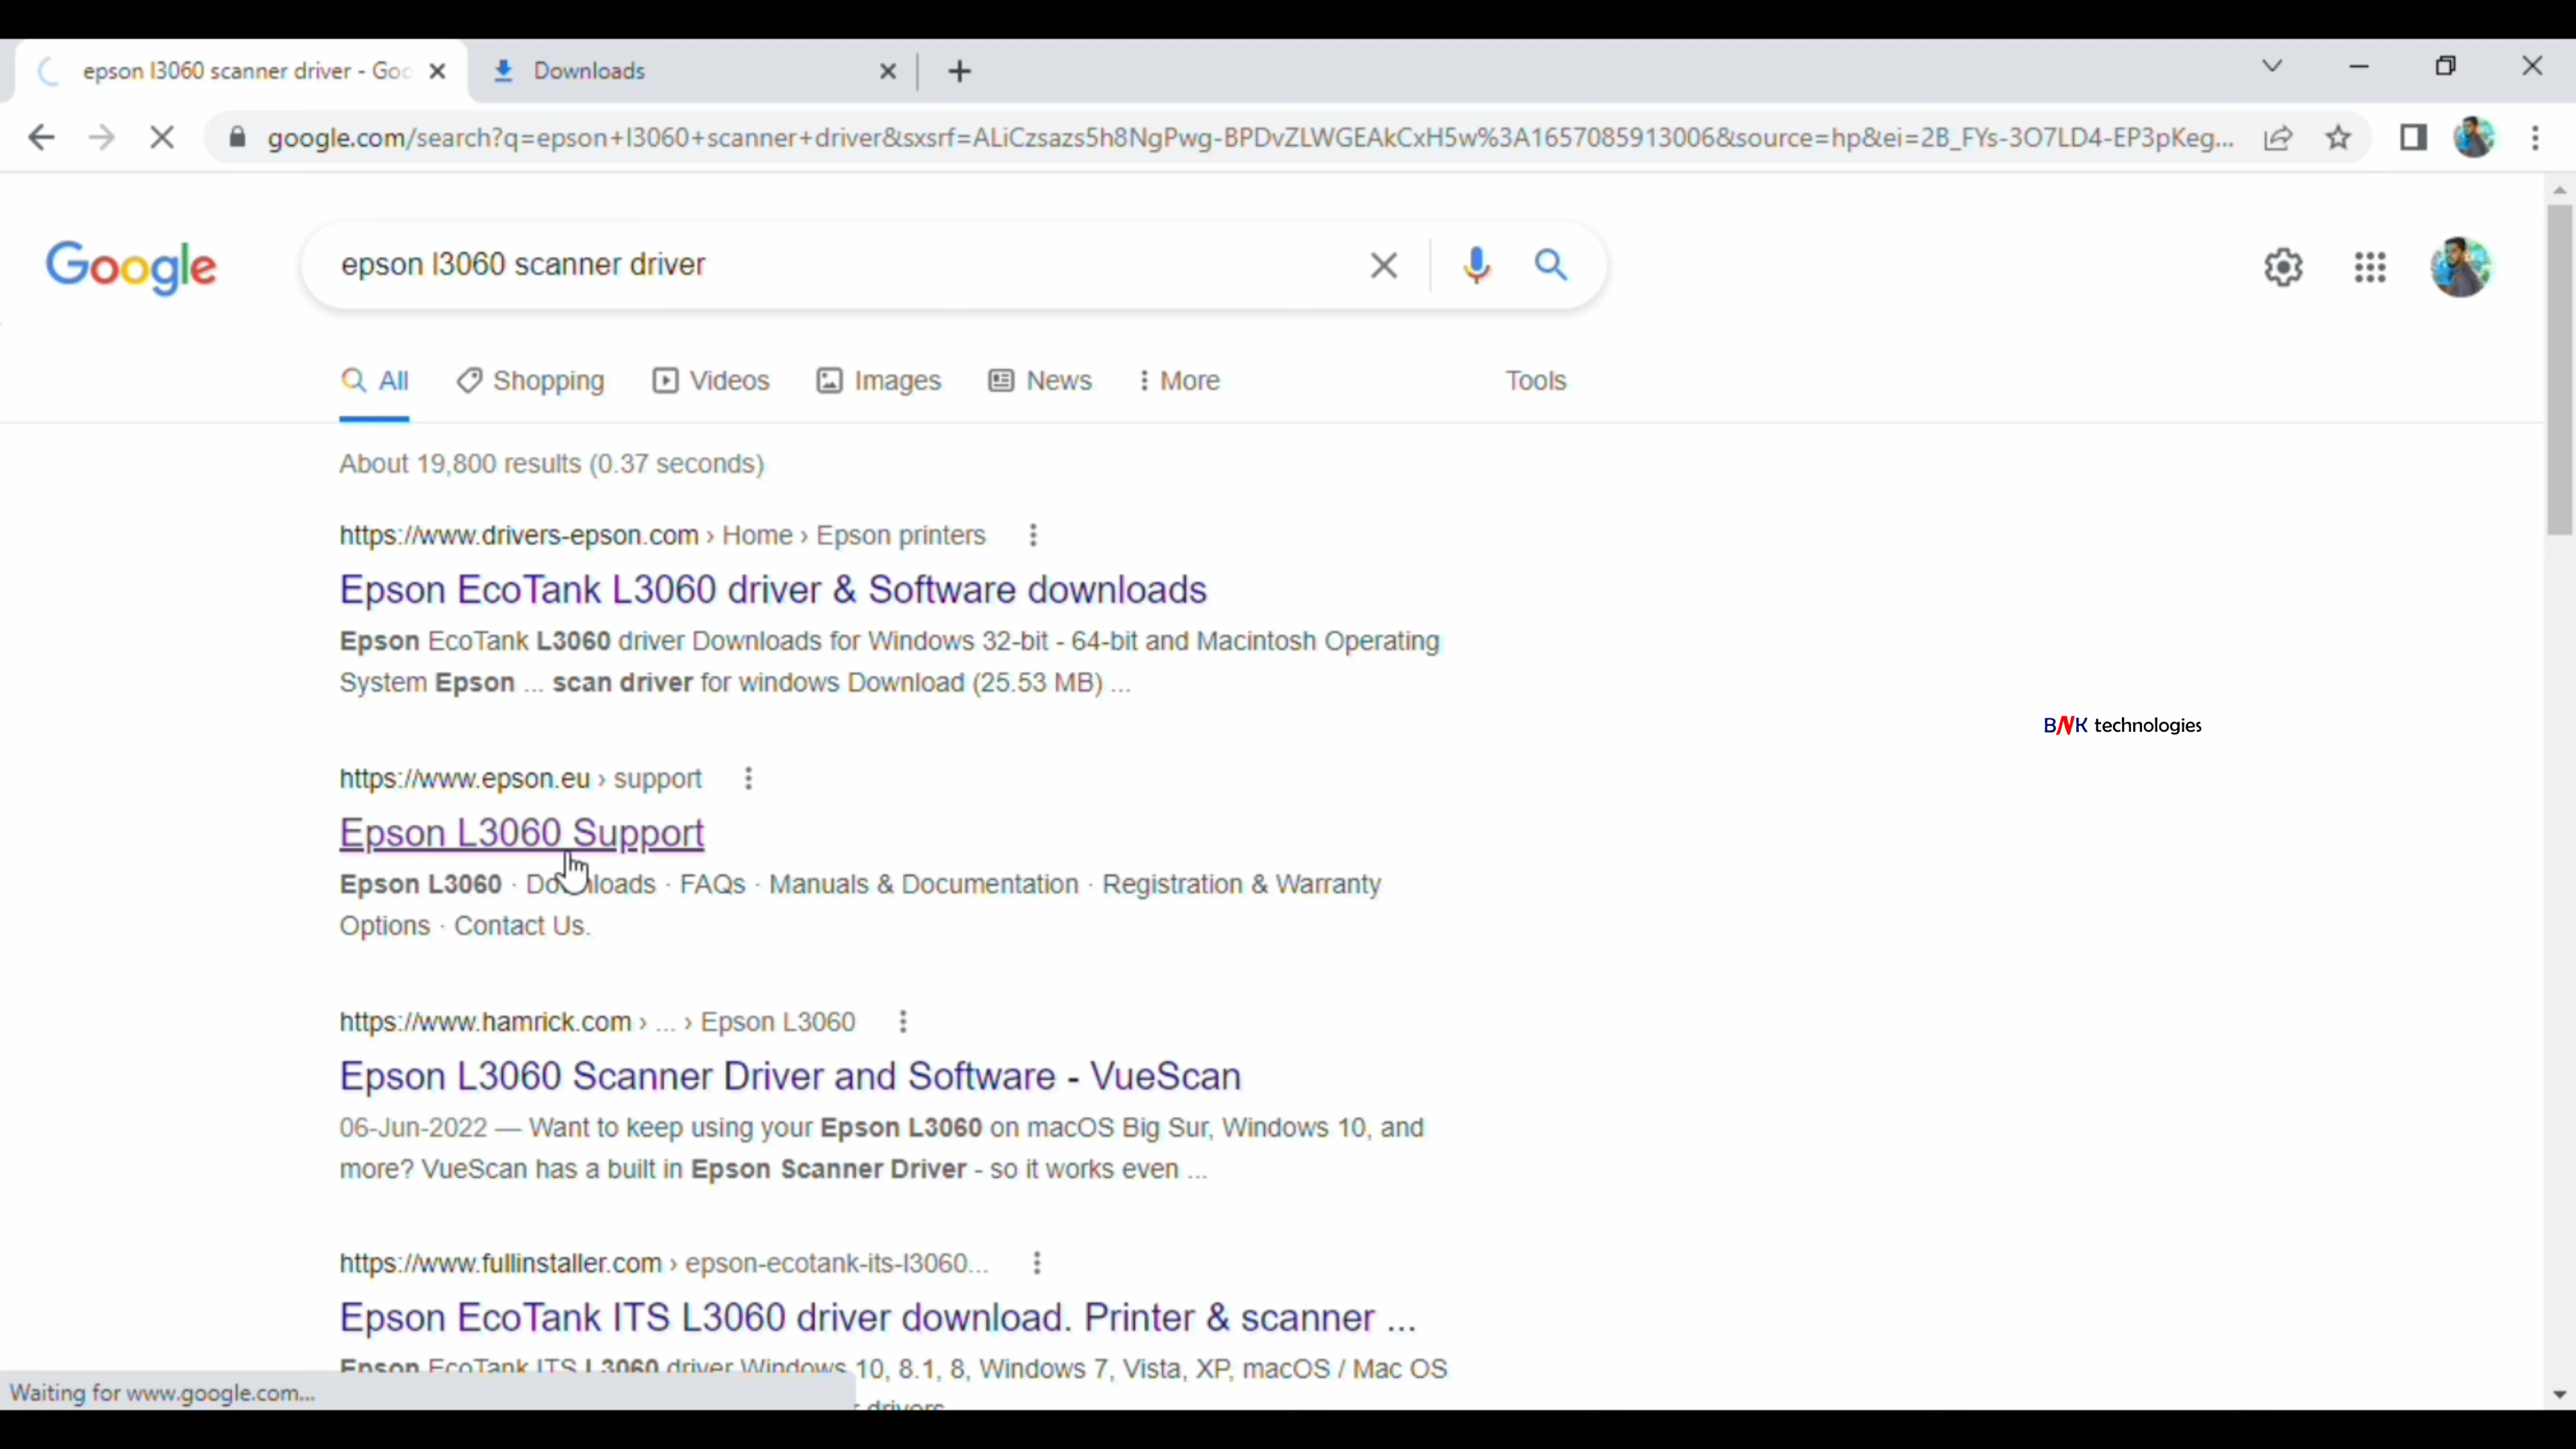 epson l3060 scanner driver - Goo
Downloads
google.com/search?q=epson+l3060+scanner+driver&sxsrf=ALiCzsazs5h8NgPwg-BPDvZLWGEAkCxH5w%3A1657085913006&source=hp&ei=2B_FYs-3O7LD4-EP3pKeg...
Google
epson l3060 scanner driver
All Shopping Videos Images News More Tools
About 19,800 results (0.37 seconds)
https://www.drivers-epson.com › Home › Epson printers
Epson EcoTank L3060 driver & Software downloads
Epson EcoTank L3060 driver Downloads for Windows 32-bit - 64-bit and Macintosh Operating
System Epson ... scan driver for windows Download (25.53 MB) ...
BNK technologies
https://www.epson.eu › support
Epson L3060 Support
Epson L3060 · Downloads · FAQs · Manuals & Documentation · Registration & Warranty
Options · Contact Us.
https://www.hamrick.com › ... › Epson L3060
Epson L3060 Scanner Driver and Software - VueScan
06-Jun-2022 — Want to keep using your Epson L3060 on macOS Big Sur, Windows 10, and
more? VueScan has a built in Epson Scanner Driver - so it works even ...
https://www.fullinstaller.com › epson-ecotank-its-l3060...
Epson EcoTank ITS L3060 driver download. Printer & scanner ...
Epson EcoTank ITS L3060 driver Windows 10, 8.1, 8, Windows 7, Vista, XP, macOS / Mac OS
Waiting for www.google.com...
drivers